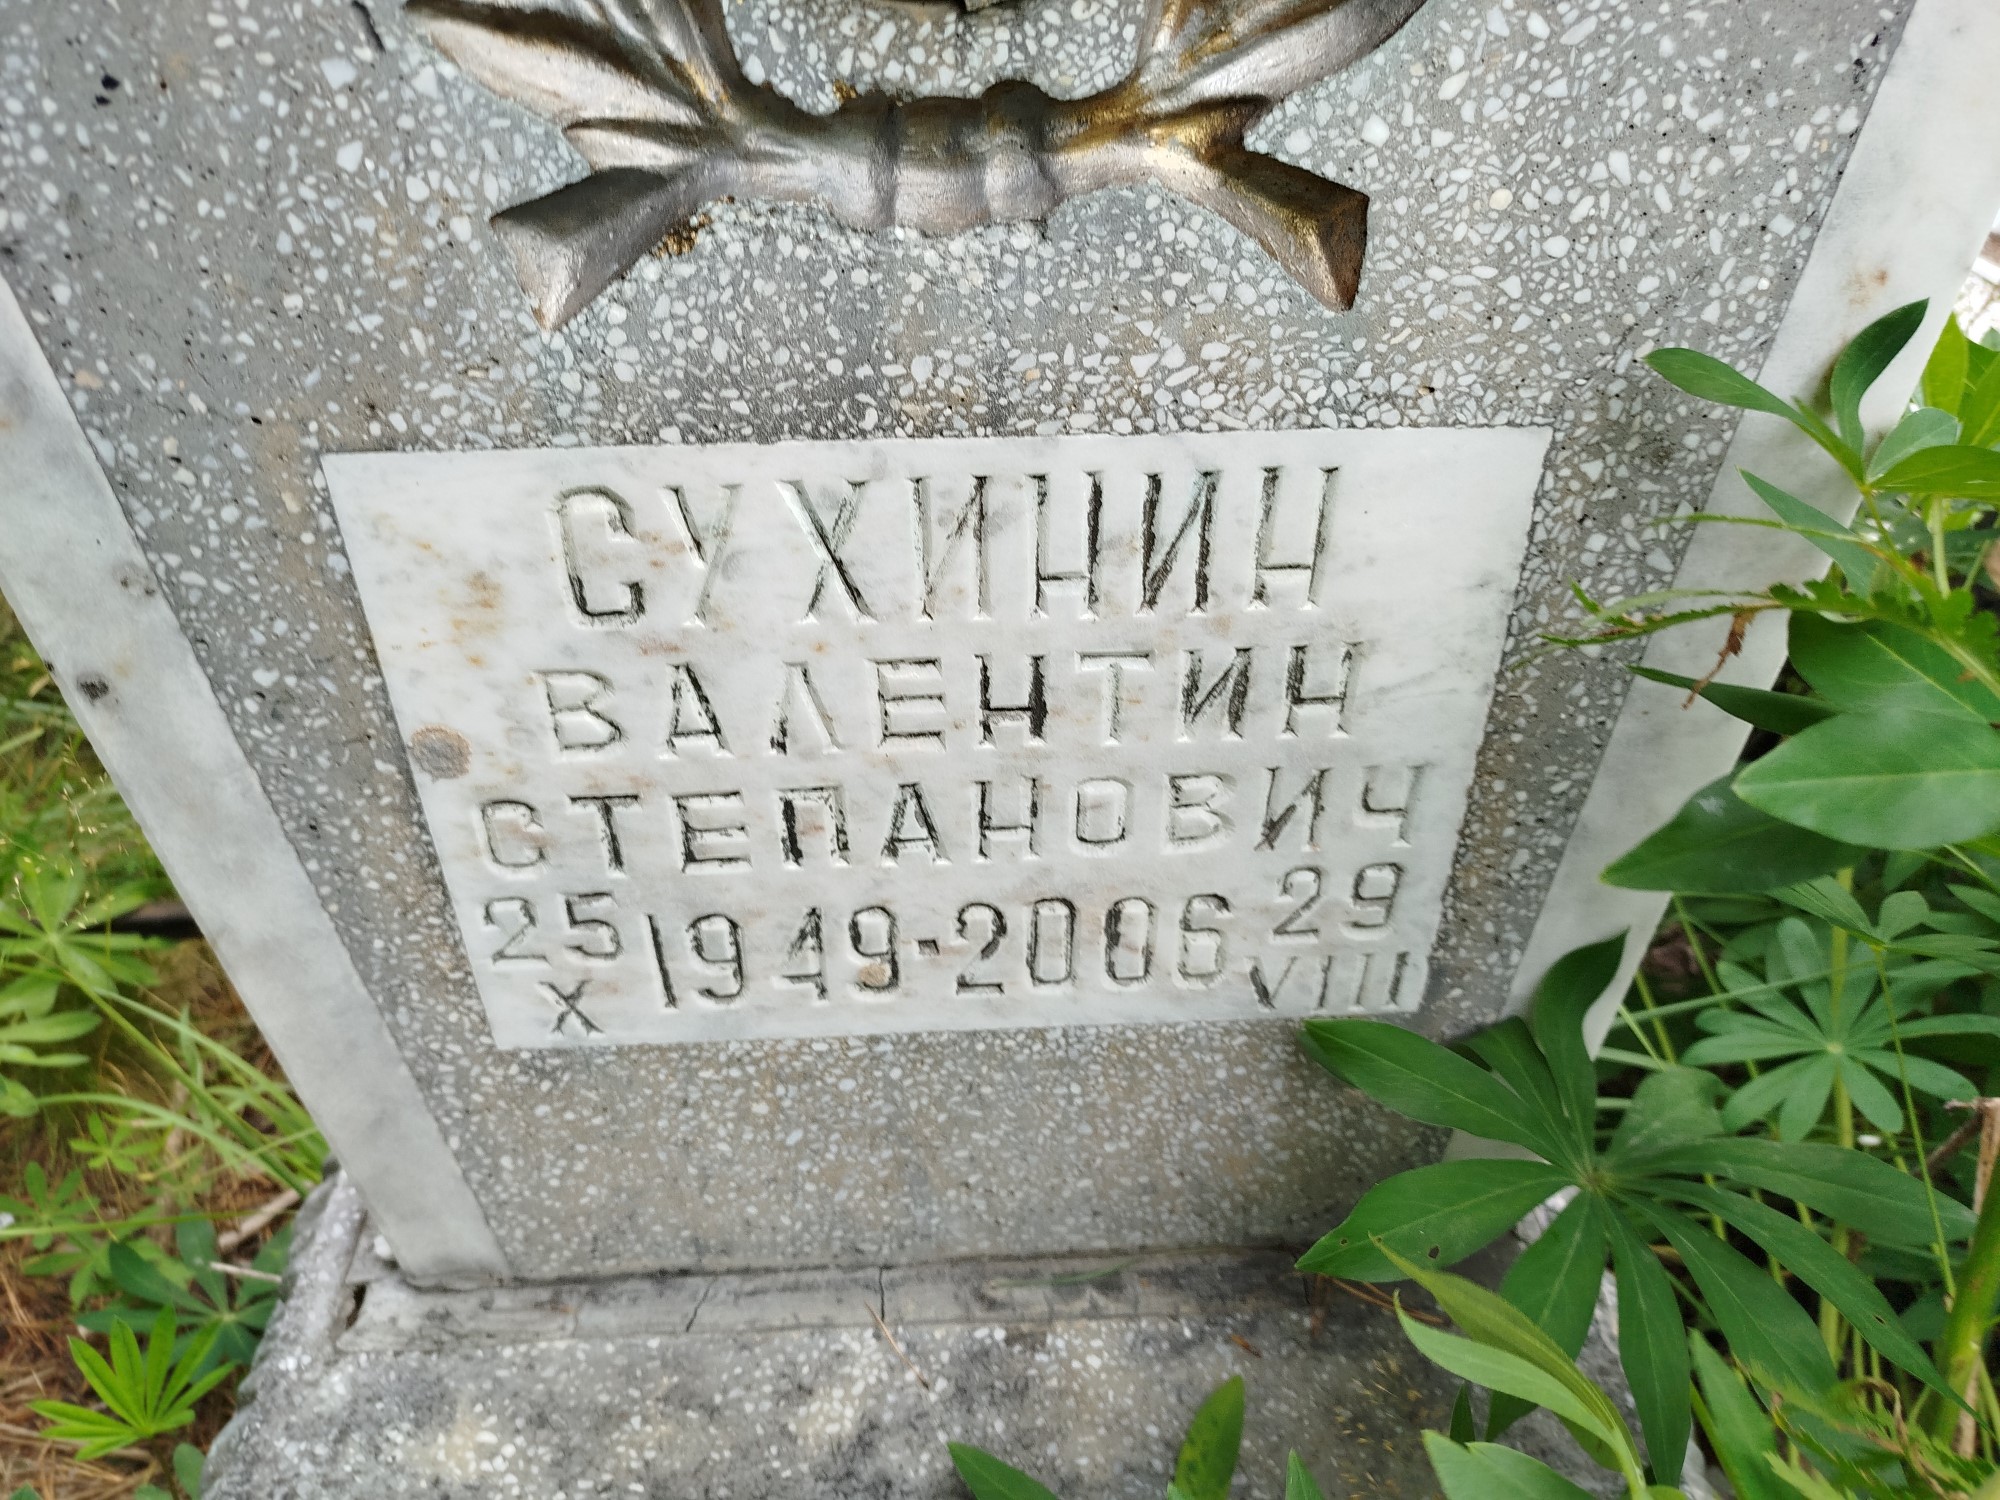 СУХИНИН
ВАЛЕНТИН
СТЕПАНОВИЧ
25 X 1949-2006 29 VIII